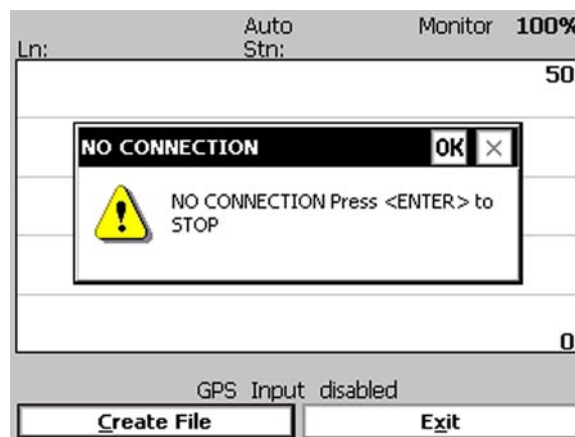 Auto Monitor 100%
Ln: Stn:
50
NO CONNECTION OK ×
NO CONNECTION Press <ENTER> to
STOP
0
GPS Input disabled
Create File Exit